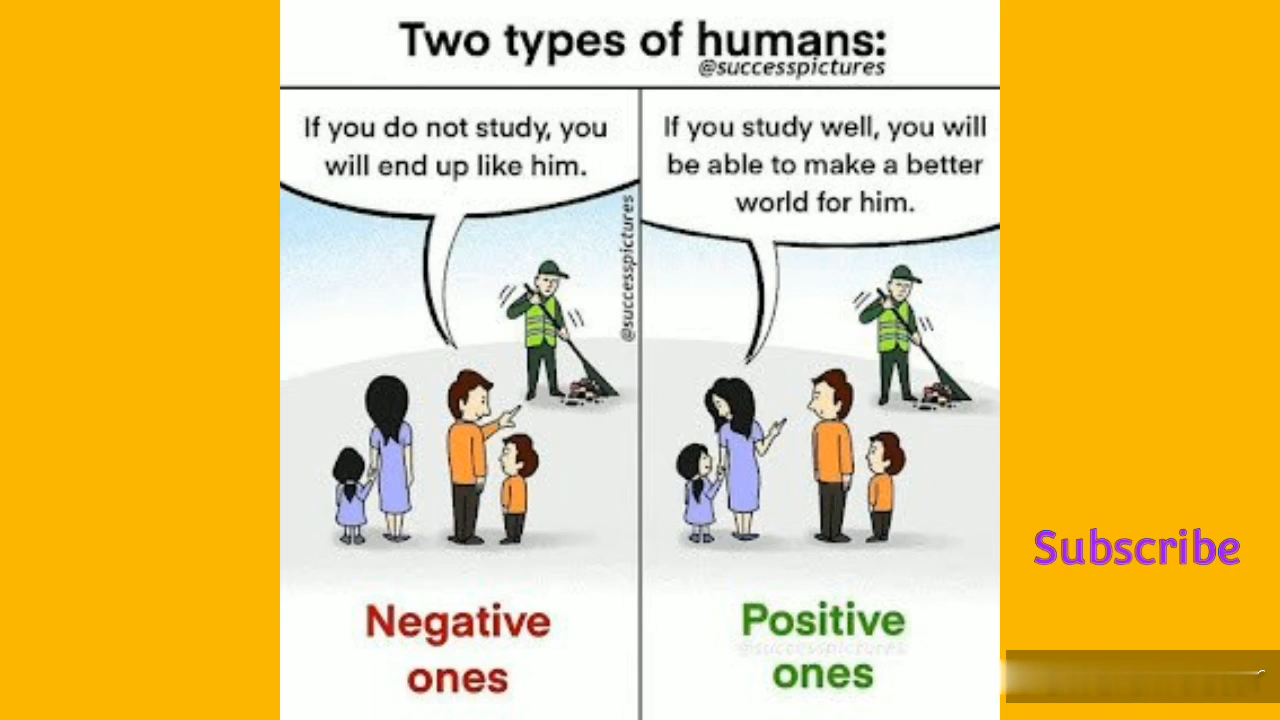 Two types of humans:
@successpictures
If you do not study, you
will end up like him.
@successpictures
If you study well, you will
be able to make a better
world for him.
Negative
ones
Positive
@successpictures
ones
Subscribe